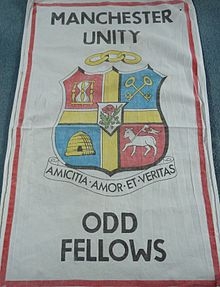 MANCHESTER
UNITY
AMICITIA · AMOR · ET · VERITAS
ODD
FELLOWS